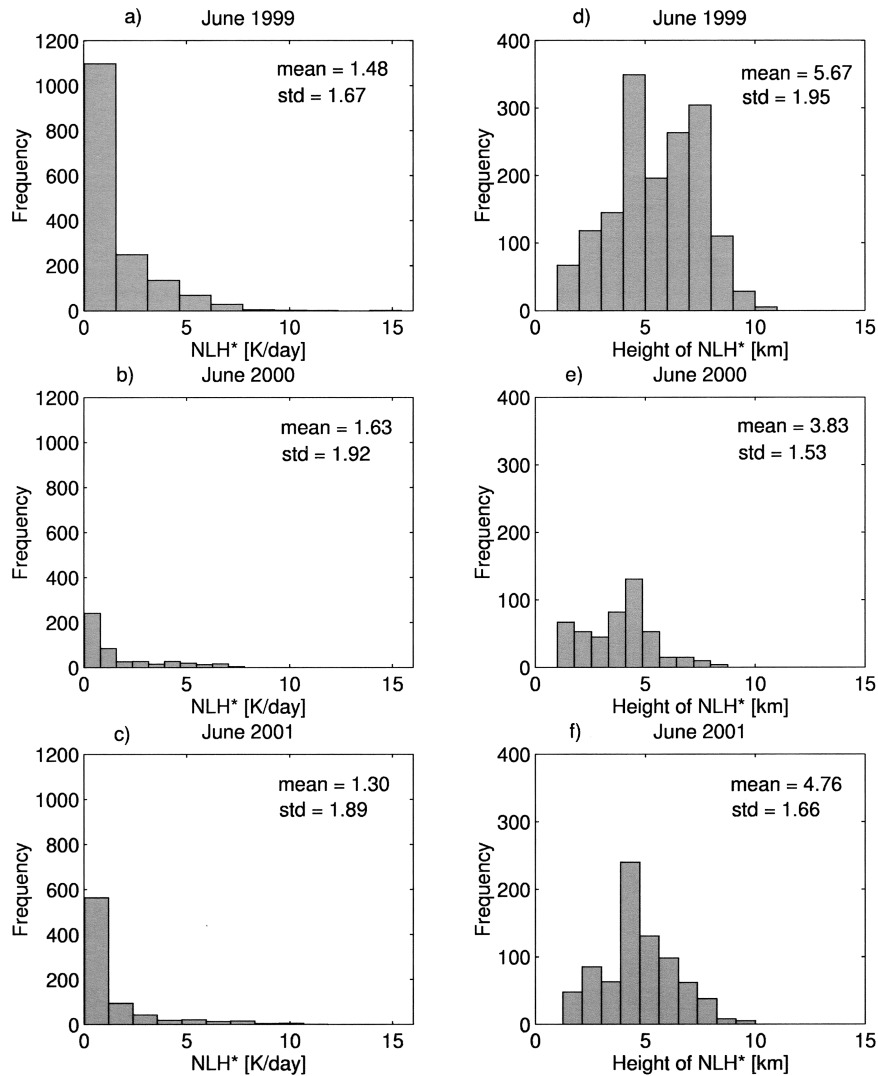 a) June 1999
1200
1000
800
600
400
200
0
Frequency
mean = 1.48
std = 1.67
0 5 10 15
NLH* [K/day]
d) June 1999
400
300
200
100
0
Frequency
mean = 5.67
std = 1.95
0 5 10 15
Height of NLH* [km]
b) June 2000
1200
1000
800
600
400
200
0
Frequency
mean = 1.63
std = 1.92
0 5 10 15
NLH* [K/day]
e) June 2000
400
300
200
100
0
Frequency
mean = 3.83
std = 1.53
0 5 10 15
Height of NLH* [km]
c) June 2001
1200
1000
800
600
400
200
0
Frequency
mean = 1.30
std = 1.89
0 5 10 15
NLH* [K/day]
f) June 2001
400
300
200
100
0
Frequency
mean = 4.76
std = 1.66
0 5 10 15
Height of NLH* [km]